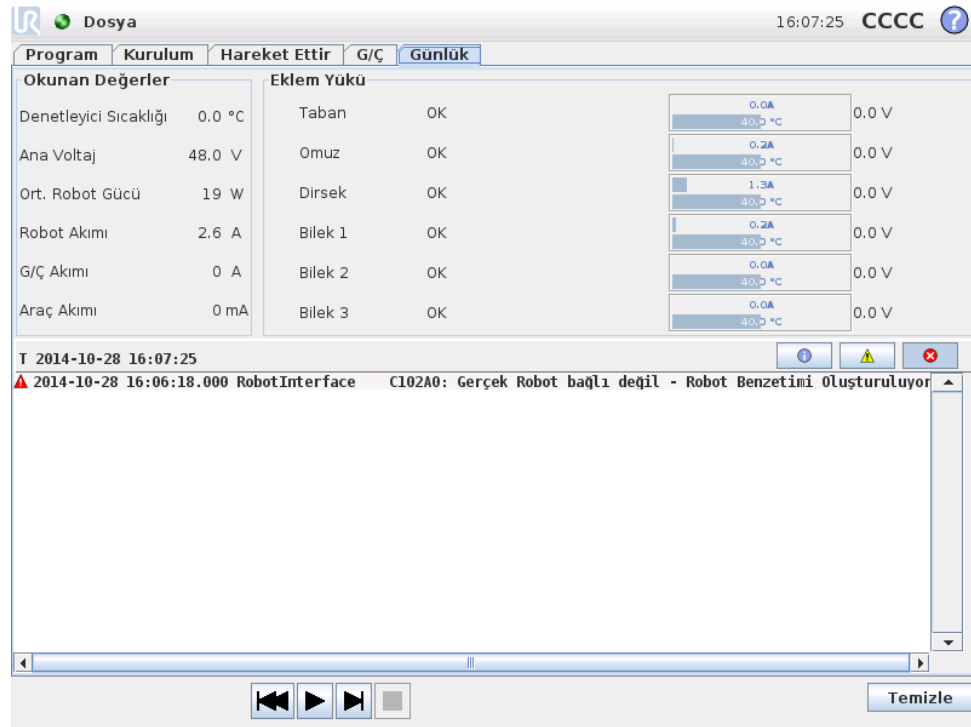 UR Dosya 16:07:25 CCCC ?
Program Kurulum Hareket Ettir G/Ç Günlük
Okunan Değerler
Denetleyici Sıcaklığı 0.0 °C
Ana Voltaj 48.0 V
Ort. Robot Gücü 19 W
Robot Akımı 2.6 A
G/Ç Akımı 0 A
Araç Akımı 0 mA
Eklem Yükü
Taban OK 0.0A 40.0 °C 0.0 V
Omuz OK 0.2A 40.0 °C 0.0 V
Dirsek OK 1.3A 40.0 °C 0.0 V
Bilek 1 OK 0.2A 40.0 °C 0.0 V
Bilek 2 OK 0.0A 40.0 °C 0.0 V
Bilek 3 OK 0.0A 40.0 °C 0.0 V
T 2014-10-28 16:07:25
2014-10-28 16:06:18.000 RobotInterface C102A0: Gerçek Robot bağlı değil - Robot Benzetimi Oluşturuluyor
Temizle